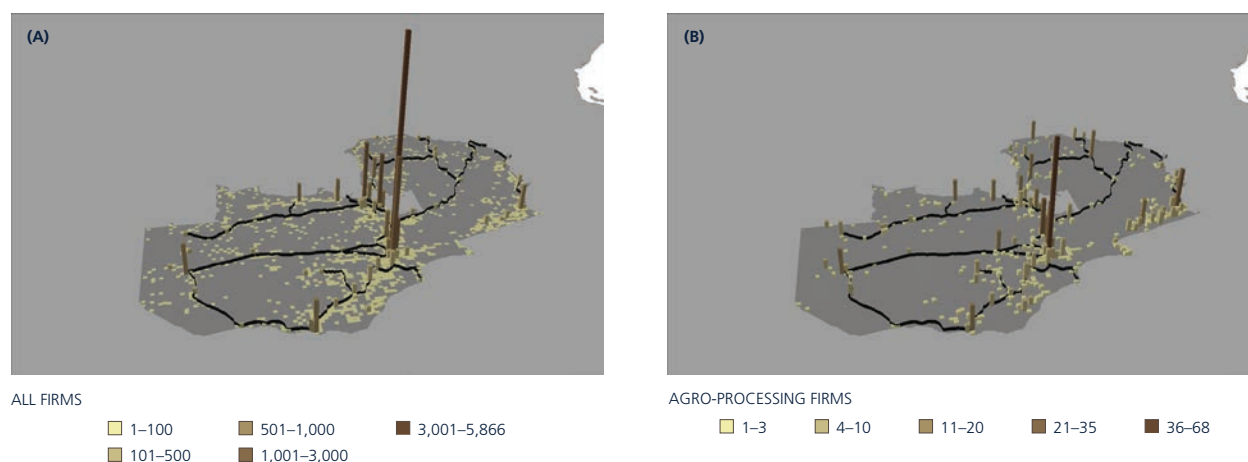 (A)
(B)
ALL FIRMS
1–100
501–1,000
3,001–5,866
101–500
1,001–3,000
AGRO-PROCESSING FIRMS
1–3
4–10
11–20
21–35
36–68